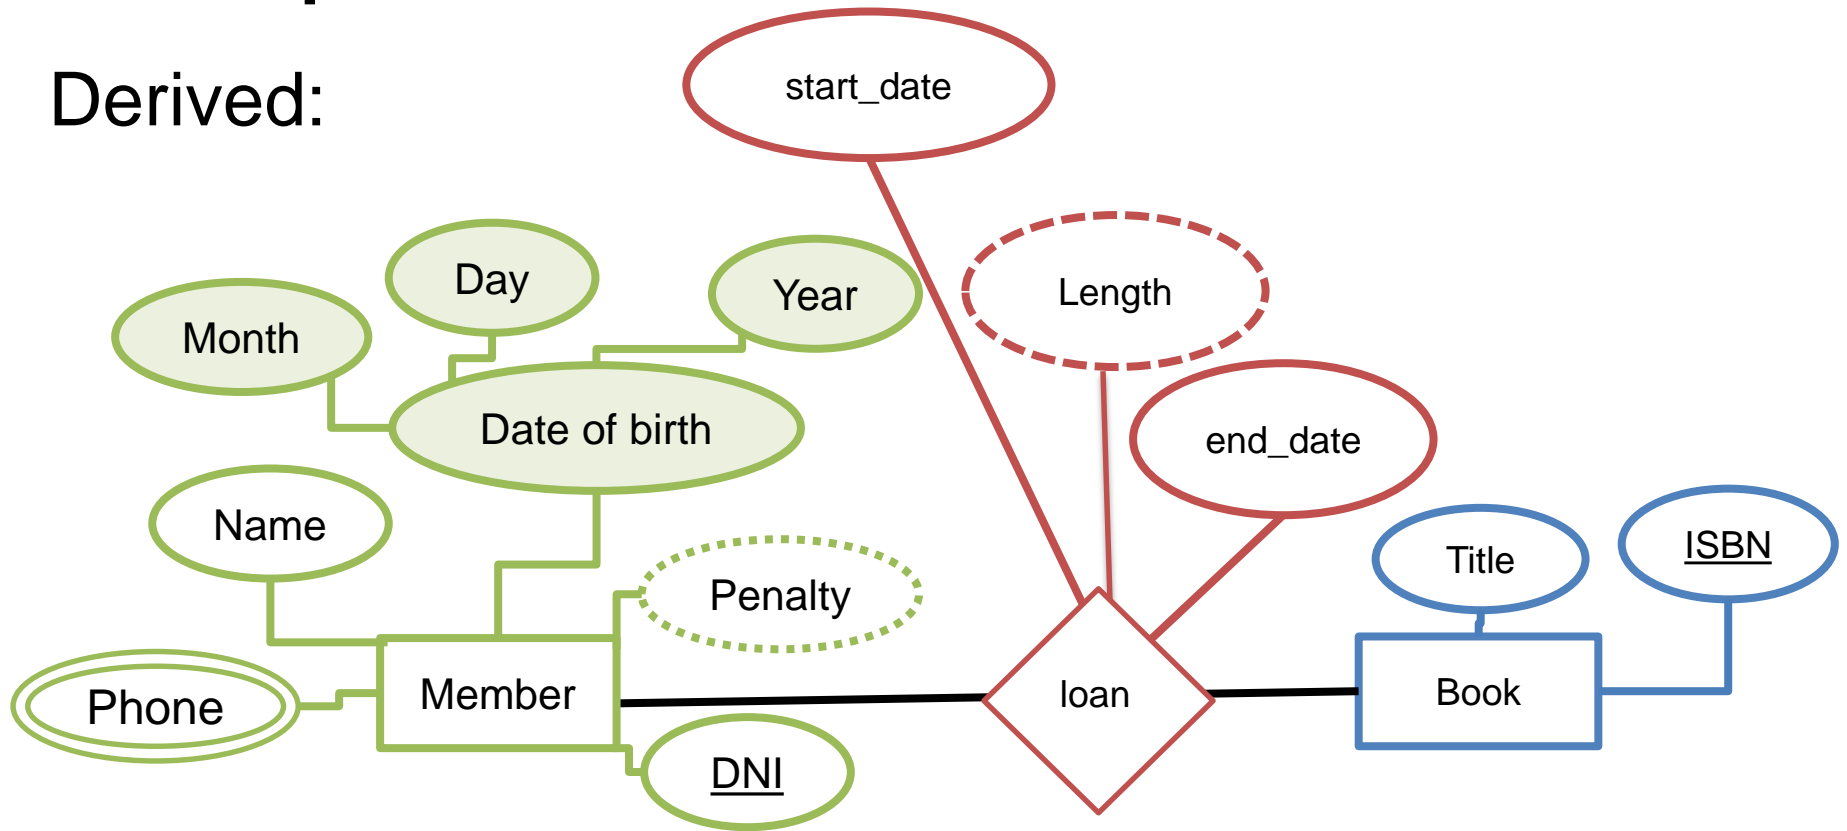 Derived:
start_date
Day
Year
Length
Month
Date of birth
end_date
Name
Title
ISBN
Penalty
Phone
Member
loan
Book
DNI